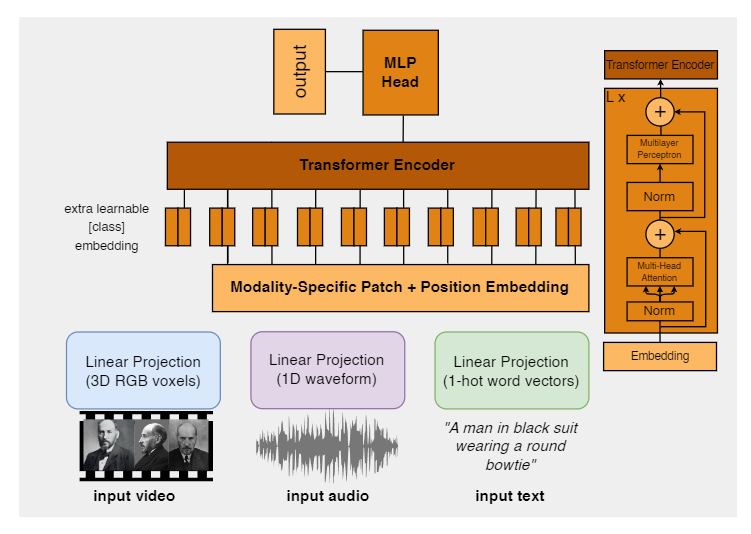 output
MLP
Head
Transformer Encoder
extra learnable
[class]
embedding
Modality-Specific Patch + Position Embedding
Linear Projection
(3D RGB voxels)
Linear Projection
(1D waveform)
Linear Projection
(1-hot word vectors)
"A man in black suit
wearing a round
bowtie"
input video
input audio
input text
Transformer Encoder
L x
+
Multilayer
Perceptron
Norm
+
Multi-Head
Attention
Norm
Embedding